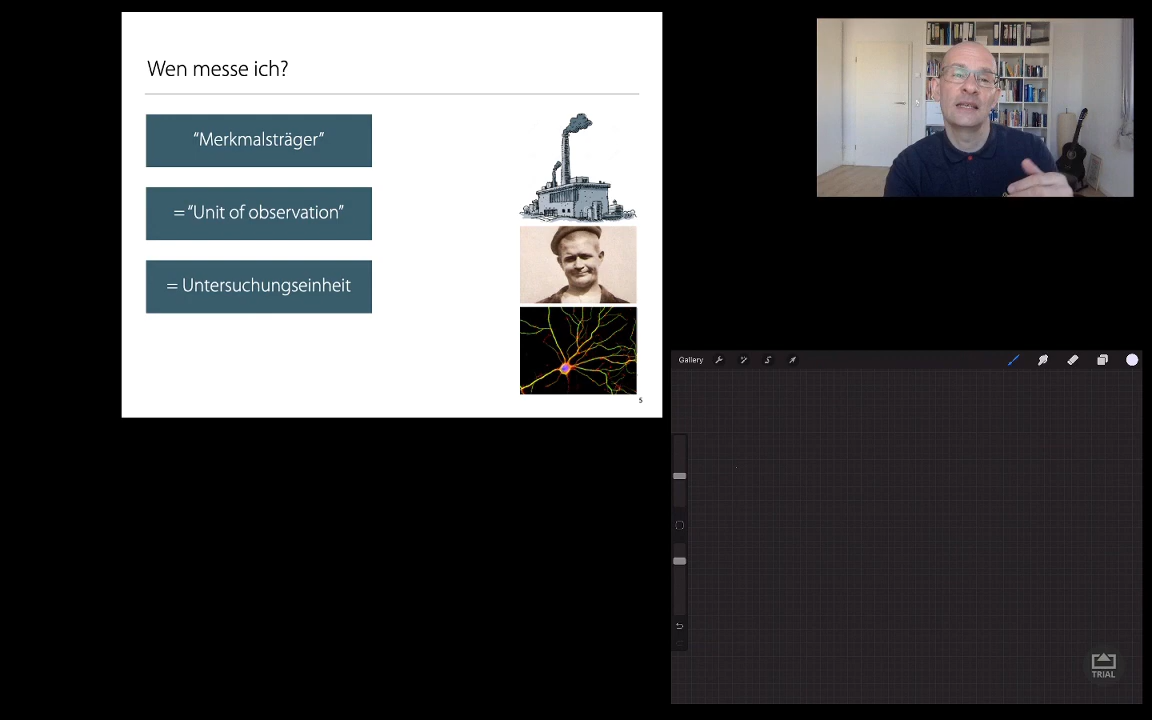 Wen messe ich?
“Merkmalsträger”
=“Unit of observation”
= Untersuchungseinheit
5
Gallery
TRIAL